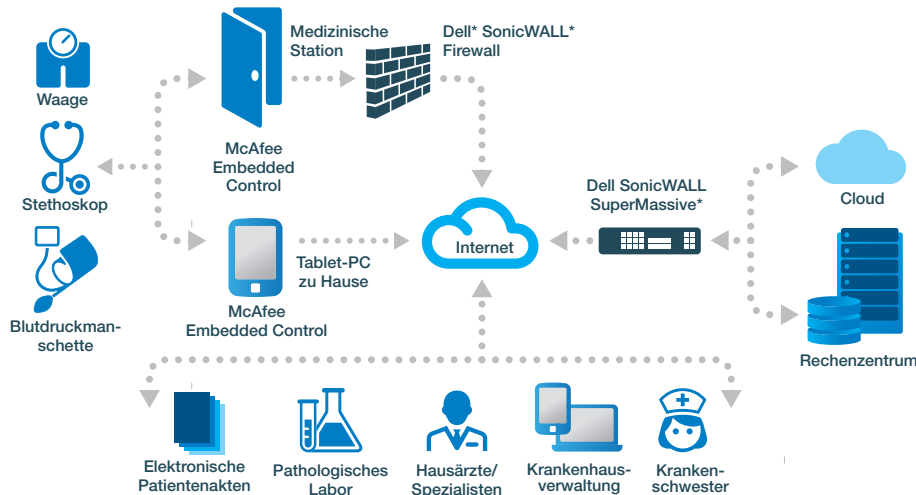 Medizinische
Station
Dell* SonicWALL*
Firewall
Waage
McAfee
Embedded
Control
Stethoskop
Dell SonicWALL
SuperMassive*
Cloud
Internet
Tablet-PC
zu Hause
McAfee
Embedded Control
Blutdruckman-
schette
Rechenzentrum
Elektronische
Patientenakten
Pathologisches
Labor
Hausärzte/
Spezialisten
Krankenhaus-
verwaltung
Kranken-
schwester